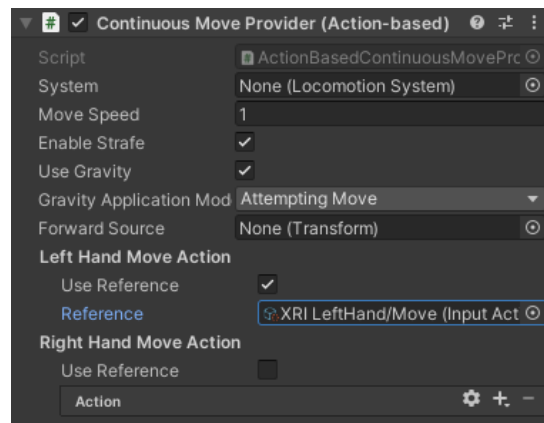 Continuous Move Provider (Action-based)
Script ActionBasedContinuousMovePrc
System None (Locomotion System)
Move Speed 1
Enable Strafe
Use Gravity
Gravity Application Mod Attempting Move
Forward Source None (Transform)
Left Hand Move Action
Use Reference
Reference XRI LeftHand/Move (Input Act
Right Hand Move Action
Use Reference
Action